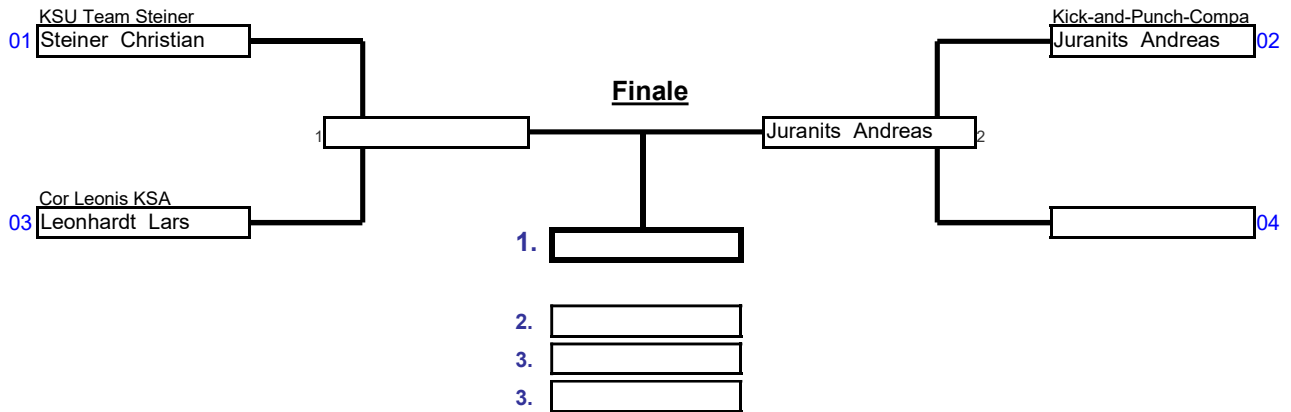 KSU Team Steiner
Kick-and-Punch-Compa
01 Steiner  Christian
Juranits  Andreas 02
Finale
1
Juranits  Andreas 2
Cor Leonis KSA
03 Leonhardt  Lars
04
1.
2.
3.
3.